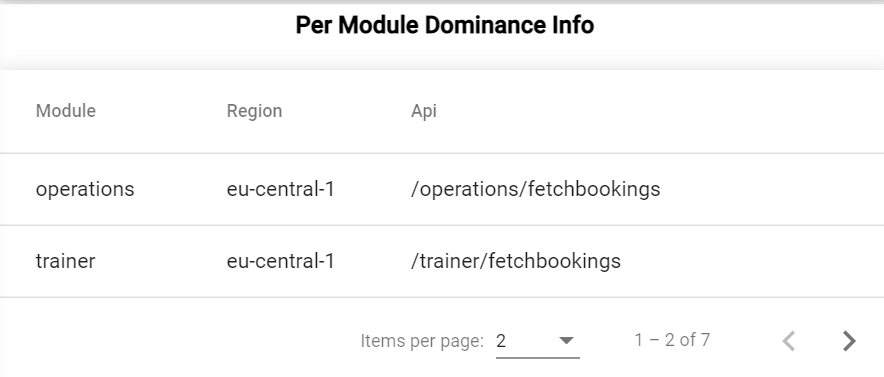 Per Module Dominance Info
Module Region Api
operations eu-central-1 /operations/fetchbookings
trainer eu-central-1 /trainer/fetchbookings
Items per page: 2 1 – 2 of 7